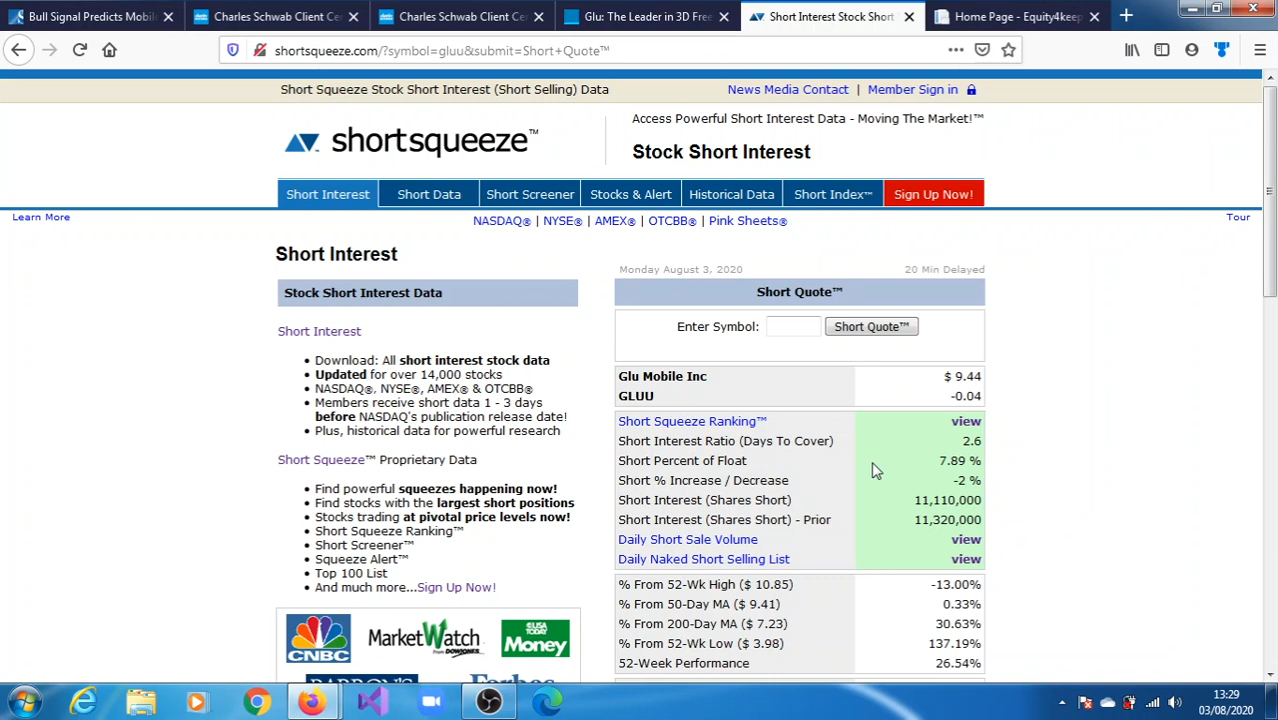 Bull Signal Predicts Mobil
Charles Schwab Client Cer
Charles Schwab Client Cer
Glu: The Leader in 3D Free
Short Interest Stock Short
Home Page - Equity4keep
shortsqueeze.com/?symbol=gluu&submit=Short+Quote™
Short Squeeze Stock Short Interest (Short Selling) Data
News Media Contact | Member Sign in
shortsqueeze™
Access Powerful Short Interest Data - Moving The Market!™
Stock Short Interest
Short Interest
Short Data
Short Screener
Stocks & Alert
Historical Data
Short Index™
Sign Up Now!
Learn More
NASDAQ® | NYSE® | AMEX® | OTCBB® | Pink Sheets®
Tour
Short Interest
Stock Short Interest Data
Short Interest
• Download: All short interest stock data
• Updated for over 14,000 stocks
• NASDAQ®, NYSE®, AMEX® & OTCBB®
• Members receive short data 1 - 3 days
before NASDAQ's publication release date!
• Plus, historical data for powerful research
Short Squeeze™ Proprietary Data
• Find powerful squeezes happening now!
• Find stocks with the largest short positions
• Stocks trading at pivotal price levels now!
• Short Squeeze Ranking™
• Short Screener™
• Squeeze Alert™
• Top 100 List
• And much more...Sign Up Now!
CNBC
MarketWatch
FROM DOWJONES
USA TODAY
Money
BARRON'S
Forbes
Monday August 3, 2020
20 Min Delayed
Short Quote™
Enter Symbol:
Short Quote™
Glu Mobile Inc $ 9.44
GLUU -0.04
Short Squeeze Ranking™ view
Short Interest Ratio (Days To Cover) 2.6
Short Percent of Float 7.89 %
Short % Increase / Decrease -2 %
Short Interest (Shares Short) 11,110,000
Short Interest (Shares Short) - Prior 11,320,000
Daily Short Sale Volume view
Daily Naked Short Selling List view
% From 52-Wk High ($ 10.85) -13.00%
% From 50-Day MA ($ 9.41) 0.33%
% From 200-Day MA ($ 7.23) 30.63%
% From 52-Wk Low ($ 3.98) 137.19%
52-Week Performance 26.54%
13:29
03/08/2020